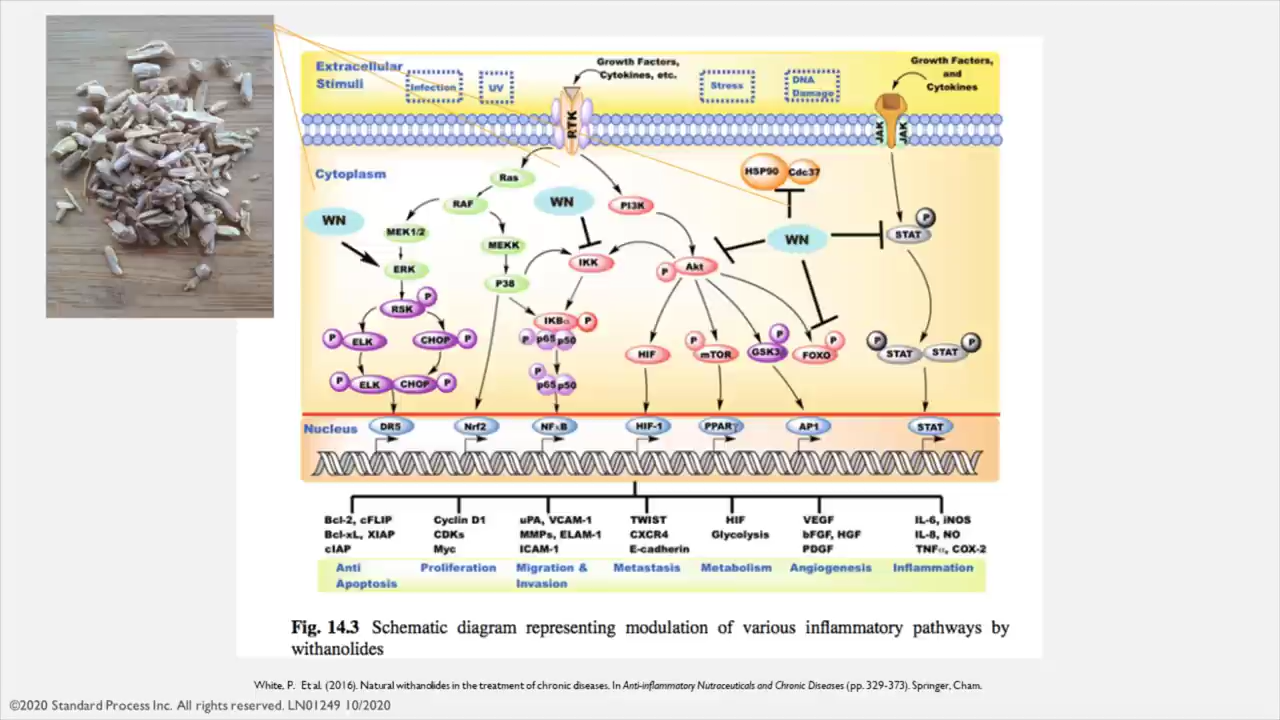 Extracellular
Stimuli
Infection
UV
Growth Factors,
Cytokines, etc.
Stress
DNA
Damage
Growth Factors,
and
Cytokines
RTK
JAK
JAK
Cytoplasm
HSP90
Cdc37
Ras
WN
RAF
PI3K
WN
P
MEK1/2
MEKK
WN
STAT
ERK
IKK
P
Akt
P38
RSK
P
P
ELK
CHOP
P
IKBα
P
P
p65
p50
HIF
P
mTOR
P
GSK3
P
FOXO
P
STAT
STAT
P
P
ELK
CHOP
P
P
p65
p50
Nucleus
DR5
Nrf2
NFκB
HIF-1
PPARγ
AP1
STAT
Bcl-2, cFLIP
Bcl-xL, XIAP
cIAP
Cyclin D1
CDKs
Myc
uPA, VCAM-1
MMPs, ELAM-1
ICAM-1
TWIST
CXCR4
E-cadherin
HIF
Glycolysis
VEGF
bFGF, HGF
PDGF
IL-6, iNOS
IL-8, NO
TNFα, COX-2
Anti
Apoptosis
Proliferation
Migration &
Invasion
Metastasis
Metabolism
Angiogenesis
Inflammation
Fig. 14.3 Schematic diagram representing modulation of various inflammatory pathways by
withanolides
White, P. Et al. (2016). Natural withanolides in the treatment of chronic diseases. In Anti-inflammatory Nutraceuticals and Chronic Diseases (pp. 329-373). Springer, Cham.
©2020 Standard Process Inc. All rights reserved. LN01249 10/2020